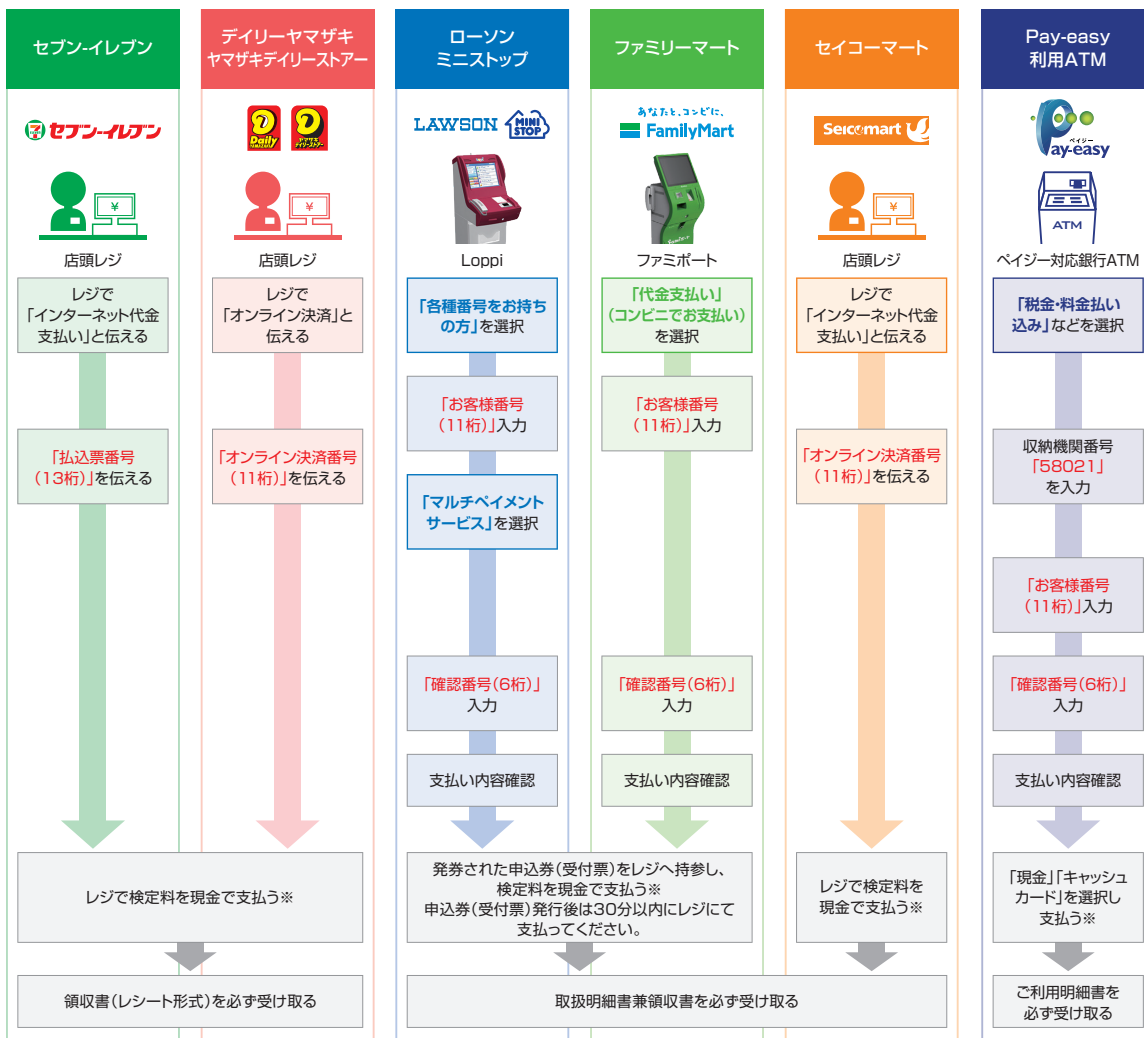 セブン-イレブン
デイリーヤマザキ
ヤマザキデイリーストアー
ローソン
ミニストップ
ファミリーマート
セイコーマート
Pay-easy
利用ATM
セブン-イレブン
Daily
ヤマザキ
デイリーストアー
LAWSON
MINI
STOP
あなたと、コンビに、
FamilyMart
Seicomart
ペイジー
Pay-easy
¥
¥
¥
ATM
店頭レジ
店頭レジ
Loppi
ファミポート
店頭レジ
ペイジー対応銀行ATM
レジで
「インターネット代金
支払い」と伝える
レジで
「オンライン決済」と
伝える
「各種番号をお持ち
の方」を選択
「代金支払い」
（コンビニでお支払い）
を選択
レジで
「インターネット代金
支払い」と伝える
「税金・料金払い
込み」などを選択
「お客様番号
（11桁）」入力
「お客様番号
（11桁）」入力
「払込票番号
（13桁）」を伝える
「オンライン決済番号
（11桁）」を伝える
「マルチペイメント
サービス」を選択
「オンライン決済番号
（11桁）」を伝える
収納機関番号
「58021」
を入力
「お客様番号
（11桁）」入力
「確認番号（6桁）」
入力
「確認番号（6桁）」
入力
「確認番号（6桁）」
入力
支払い内容確認
支払い内容確認
支払い内容確認
レジで検定料を現金で支払う※
発券された申込券（受付票）をレジへ持参し、
検定料を現金で支払う※
申込券（受付票）発行後は30分以内にレジにて
支払ってください。
レジで検定料を
現金で支払う※
「現金」「キャッシュ
カード」を選択し
支払う※
領収書（レシート形式）を必ず受け取る
取扱明細書兼領収書を必ず受け取る
ご利用明細書を
必ず受け取る